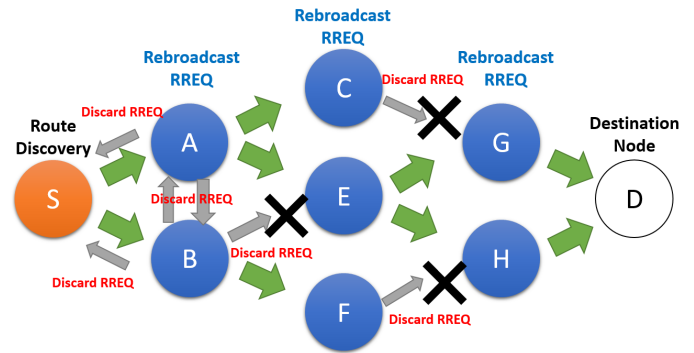 Rebroadcast
RREQ
Rebroadcast
RREQ
Rebroadcast
RREQ
C
Discard RREQ
Discard RREQ
Route
Discovery
A
G
Destination
Node
S
Discard RREQ
E
D
Discard RREQ
B
H
Discard RREQ
F
Discard RREQ